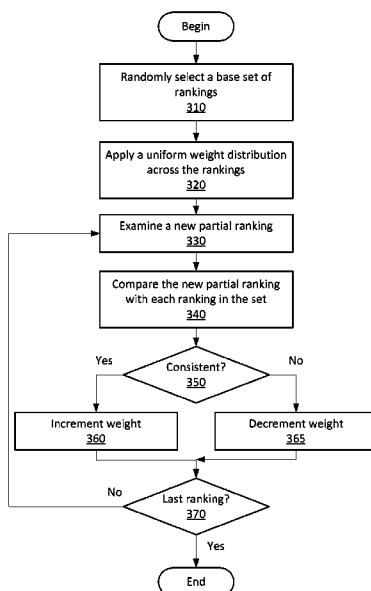 Begin
Randomly select a base set of
rankings
310
Apply a uniform weight distribution
across the rankings
320
Examine a new partial ranking
330
Compare the new partial ranking
with each ranking in the set
340
Yes
Consistent?
350
No
Increment weight
360
Decrement weight
365
No
Last ranking?
370
Yes
End